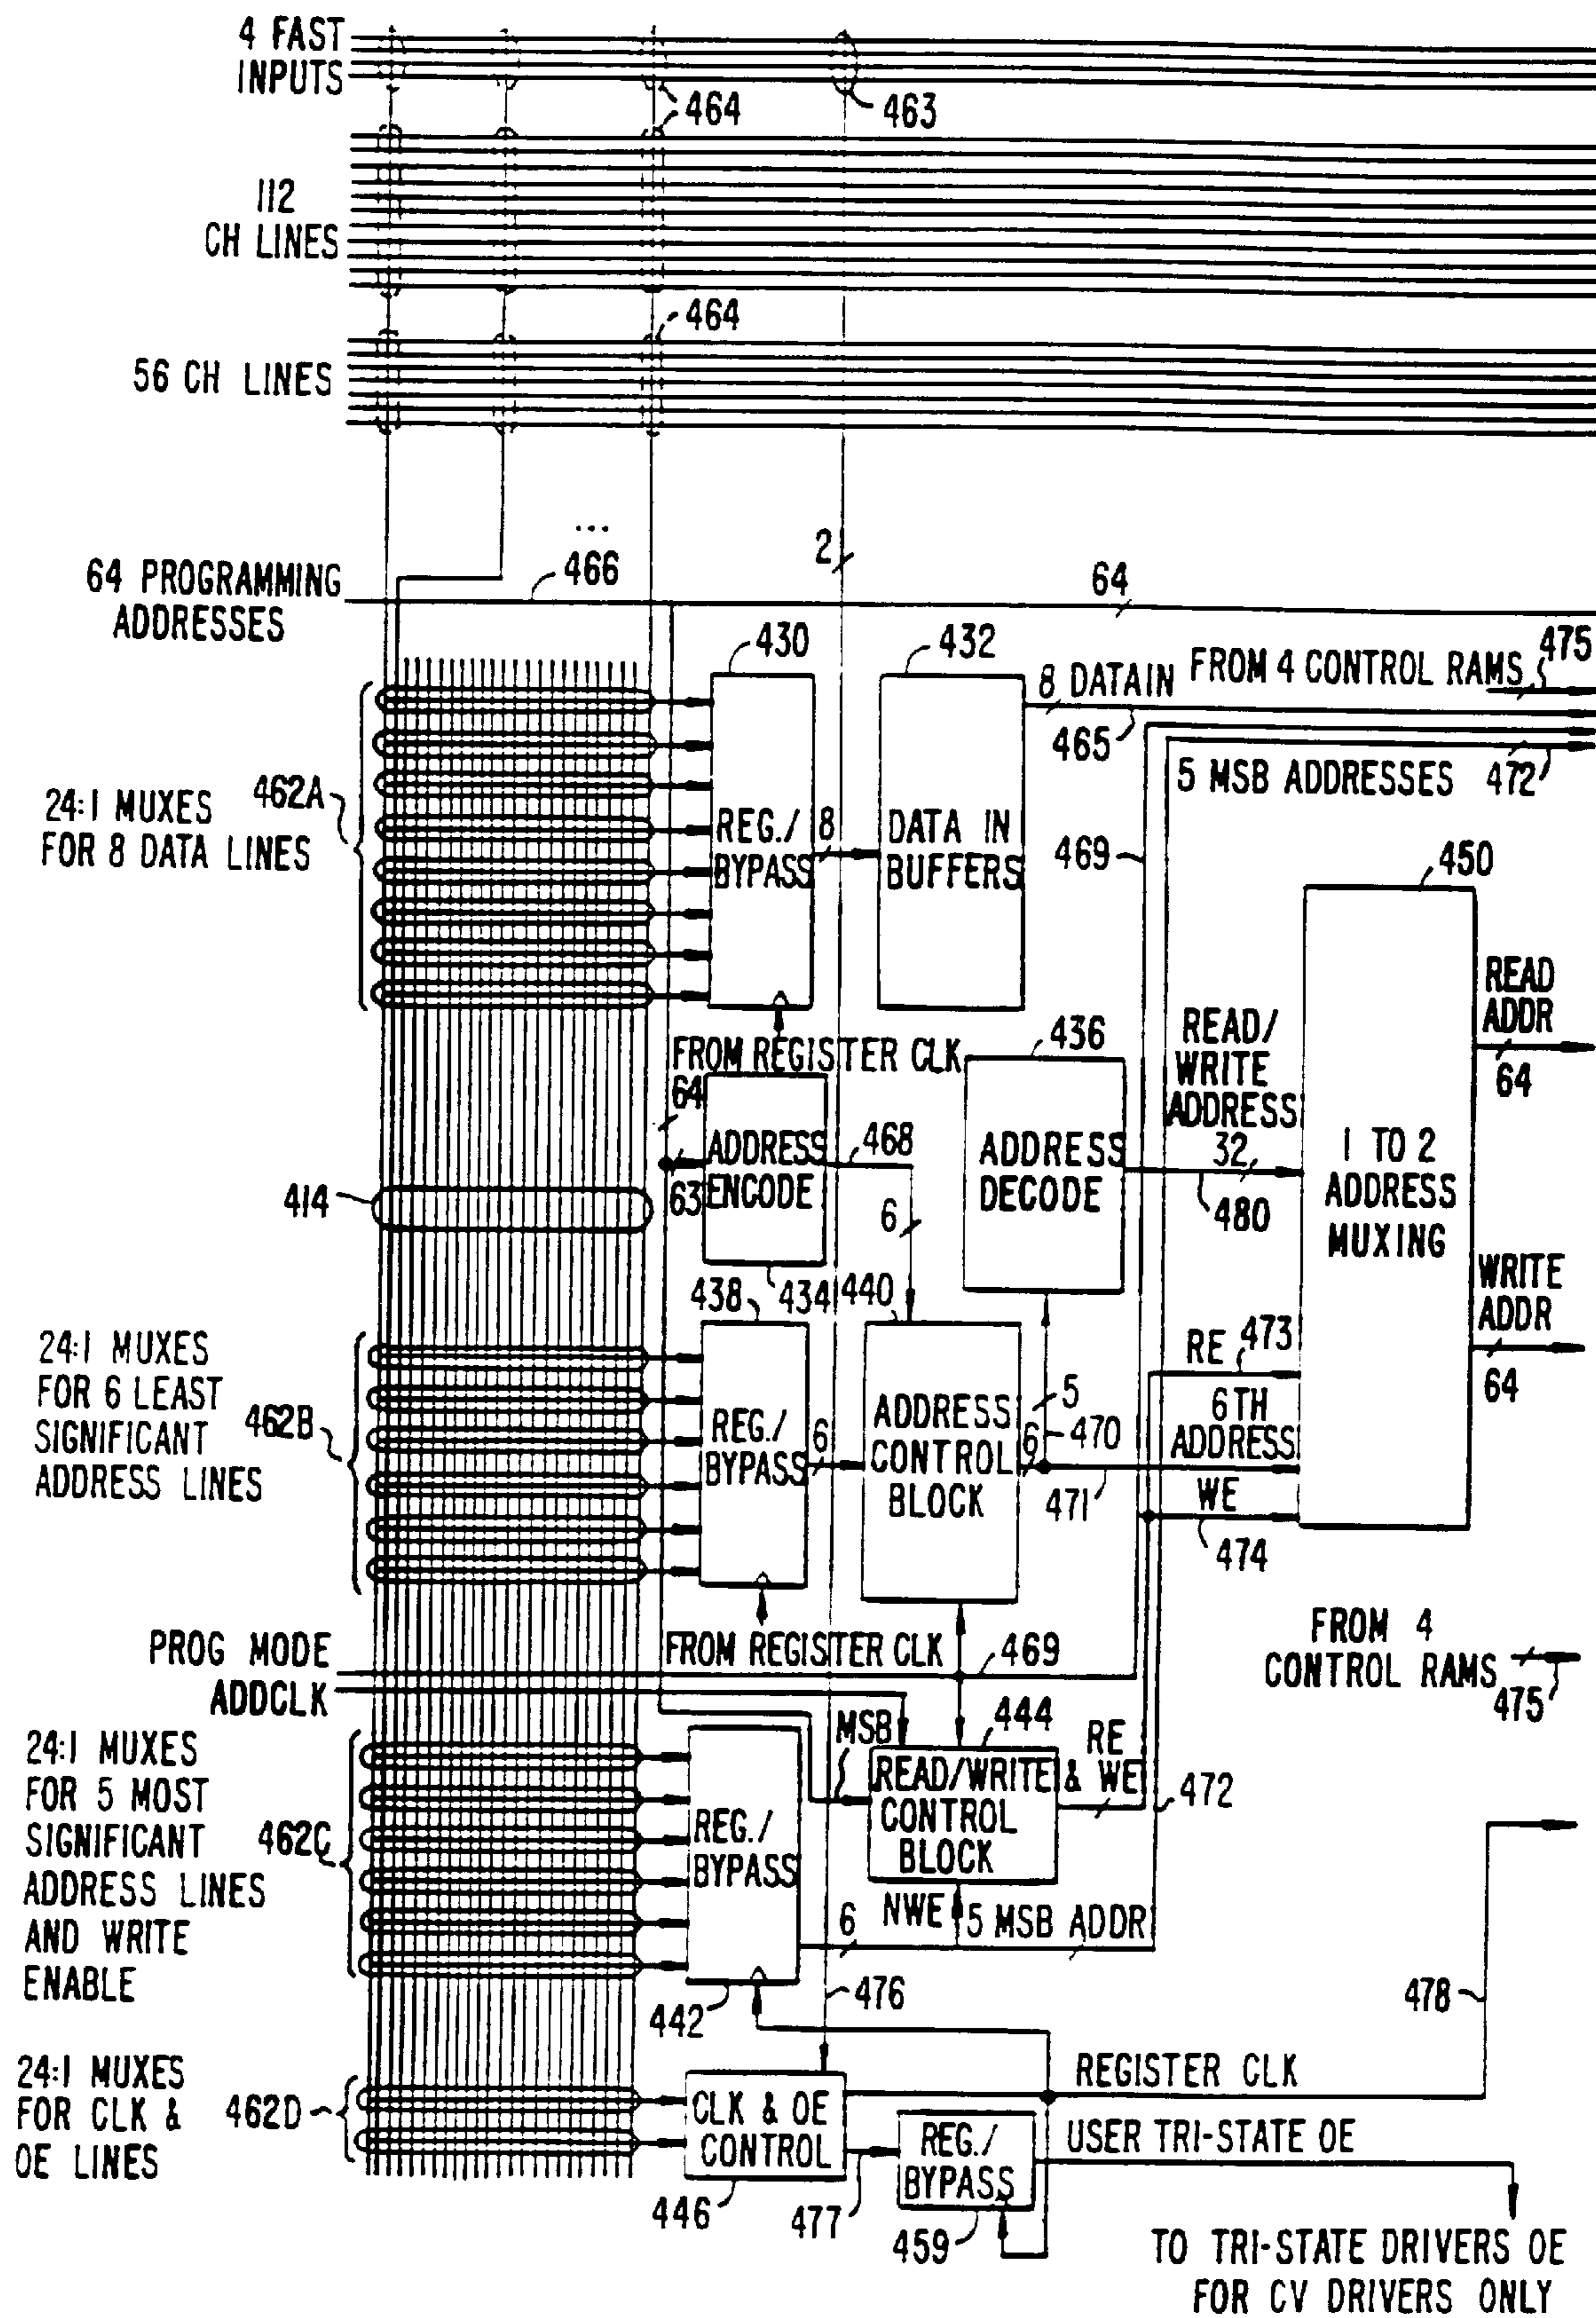 4 FAST
INPUTS
464
463
112
CH LINES
464
56 CH LINES
...
2
64 PROGRAMMING
ADDRESSES
466
64
430
432
475
FROM 4 CONTROL RAMS
8 DATAIN
465
5 MSB ADDRESSES
472
24:1 MUXES
FOR 8 DATA LINES
462A
REG./
BYPASS
8
DATA IN
BUFFERS
469
450
READ
ADDR
64
FROM REGISTER CLK
436
READ/
WRITE
ADDRESS
32
480
64
63
ADDRESS
ENCODE
468
6
ADDRESS
DECODE
1 TO 2
ADDRESS
MUXING
414
434
438
440
WRITE
ADDR
64
24:1 MUXES
FOR 6 LEAST
SIGNIFICANT
ADDRESS LINES
462B
REG./
BYPASS
6
ADDRESS
CONTROL
BLOCK
6
5
470
471
RE
473
6TH
ADDRESS
WE
474
FROM REGISTER CLK
469
PROG MODE
ADDCLK
FROM 4
CONTROL RAMS
475
24:1 MUXES
FOR 5 MOST
SIGNIFICANT
ADDRESS LINES
AND WRITE
ENABLE
462C
REG./
BYPASS
MSB
444
READ/WRITE
CONTROL
BLOCK
RE
& WE
472
6
NWE
5 MSB ADDR
442
476
478
24:1 MUXES
FOR CLK &
OE LINES
462D
CLK & OE
CONTROL
REGISTER CLK
446
477
REG./
BYPASS
459
USER TRI-STATE OE
TO TRI-STATE DRIVERS OE
FOR CV DRIVERS ONLY